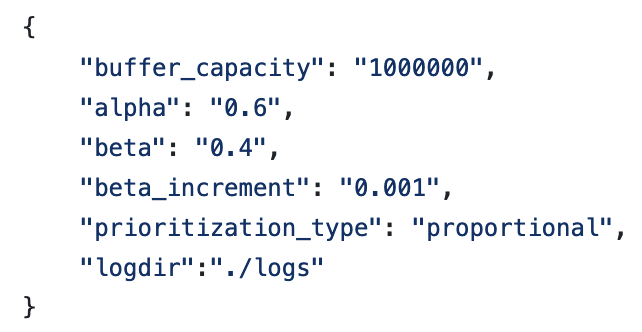 {
    "buffer_capacity": "1000000",
    "alpha": "0.6",
    "beta": "0.4",
    "beta_increment": "0.001",
    "prioritization_type": "proportional",
    "logdir":"./logs"
}